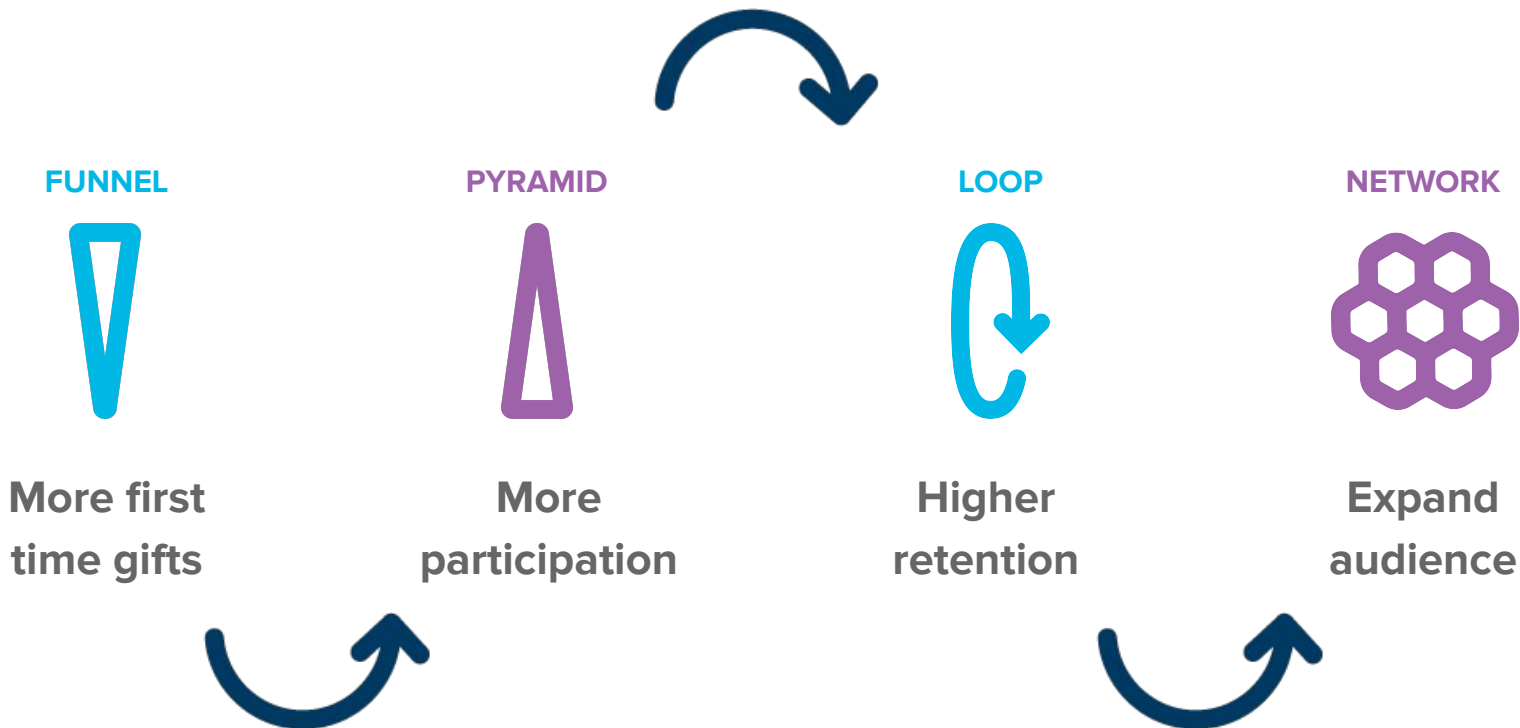 FUNNEL
More first
time gifts
PYRAMID
More
participation
LOOP
Higher
retention
NETWORK
Expand
audience